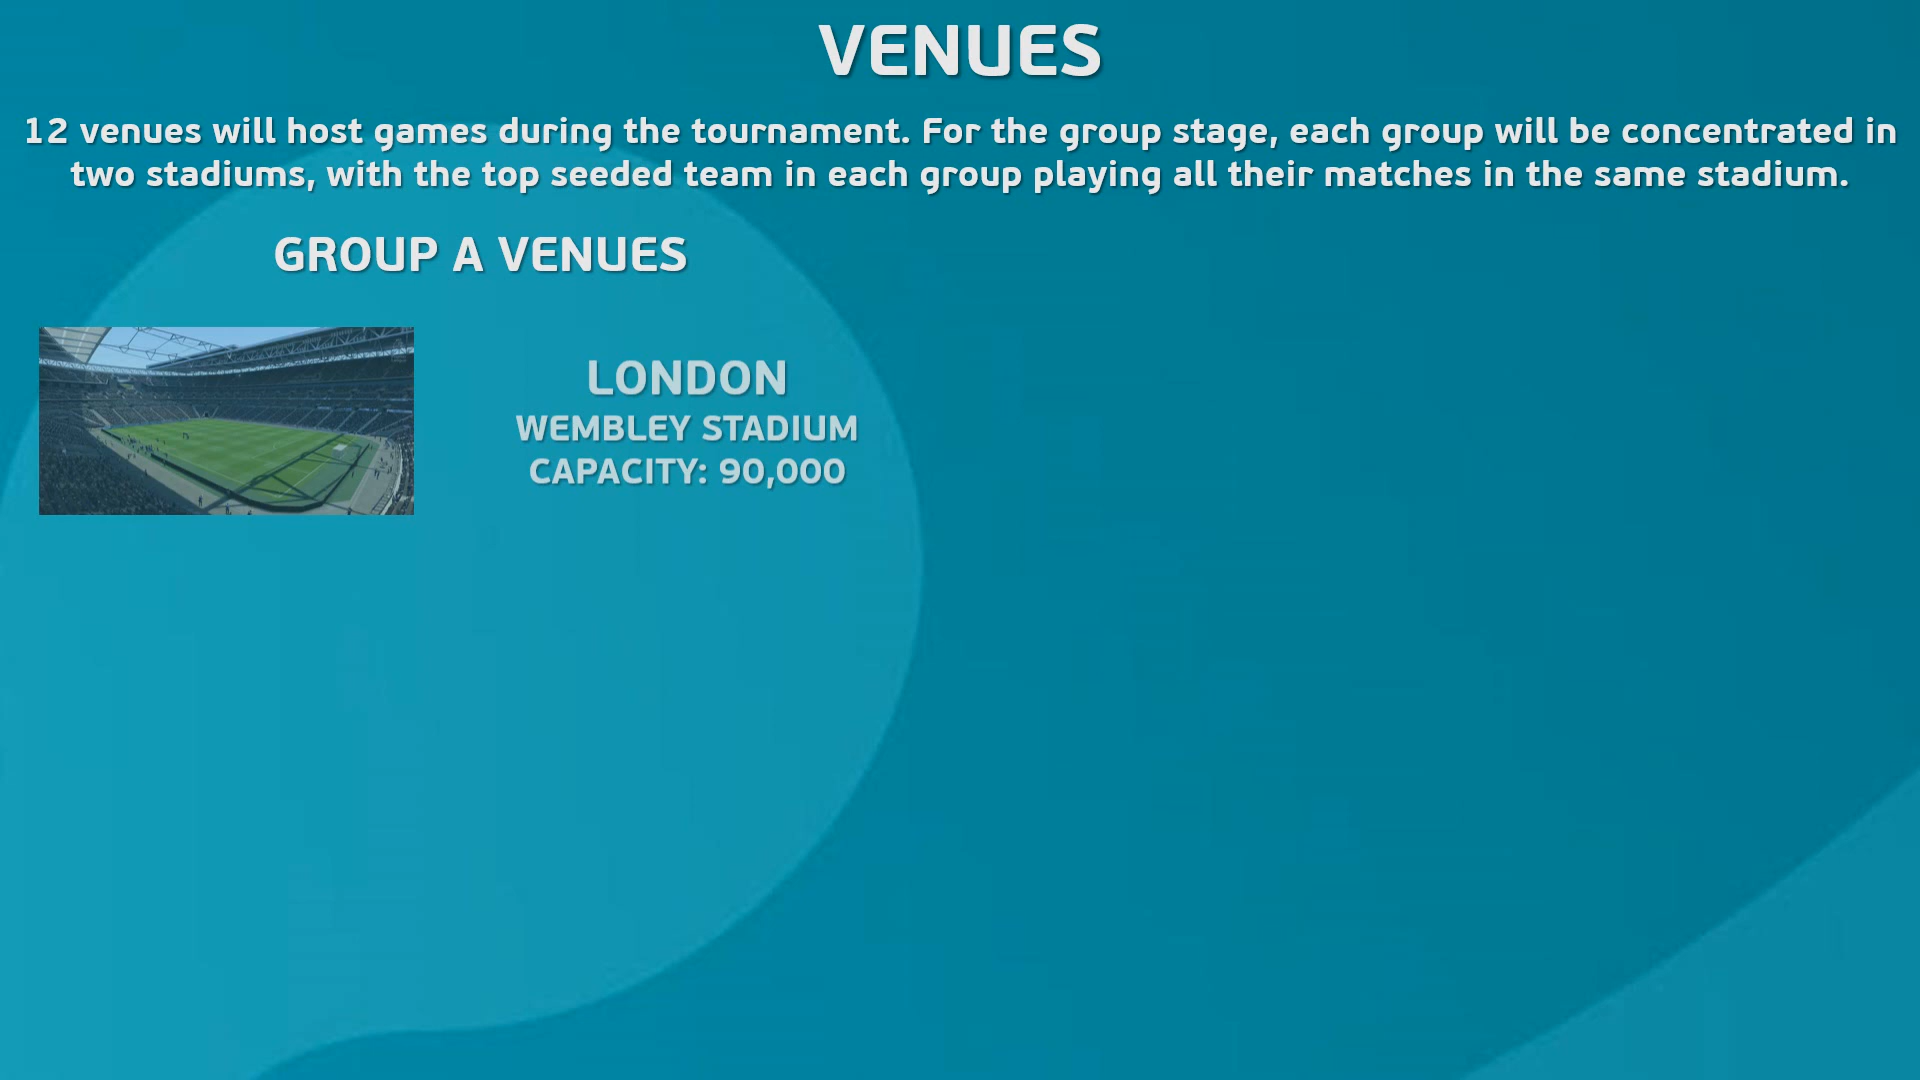 VENUES
12 venues will host games during the tournament. For the group stage, each group will be concentrated in
two stadiums, with the top seeded team in each group playing all their matches in the same stadium.
GROUP A VENUES
LONDON
WEMBLEY STADIUM
CAPACITY: 90,000